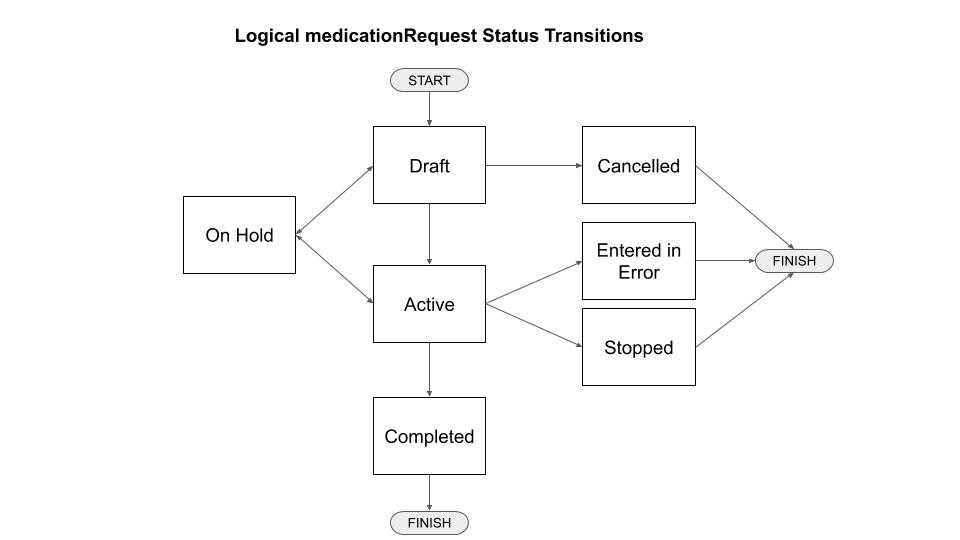 Logical medicationRequest Status Transitions
START
Draft
Cancelled
On Hold
Entered in
Error
FINISH
Active
Stopped
Completed
FINISH